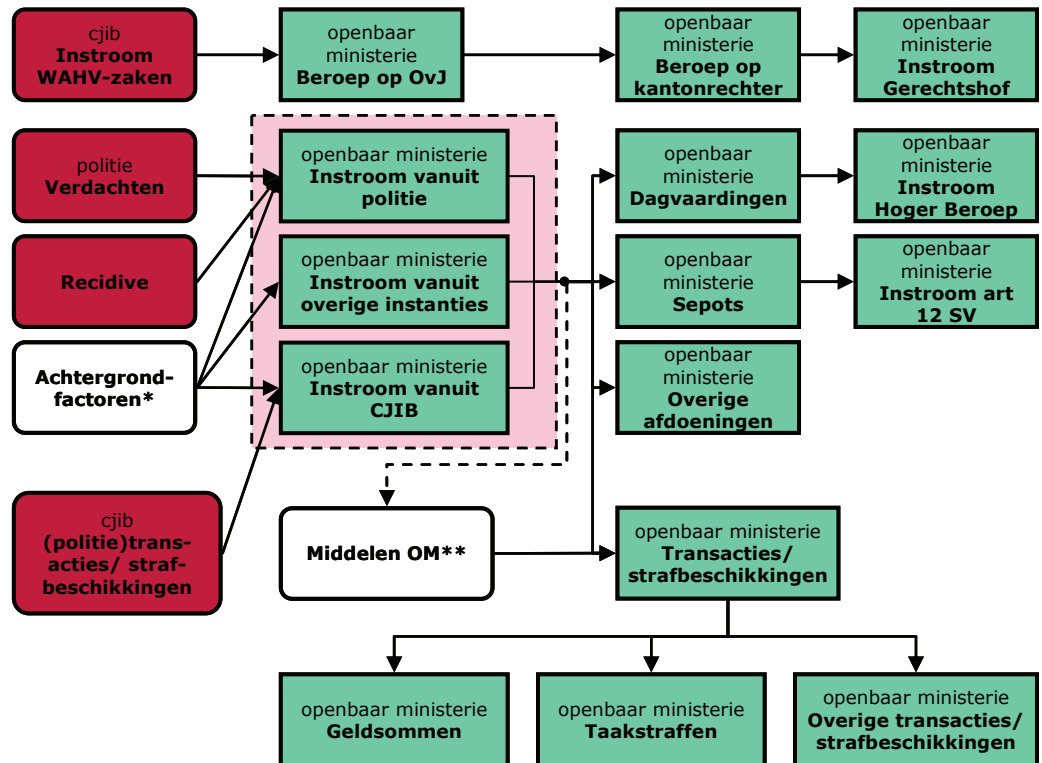 cjib
Instroom
WAHV-zaken
openbaar
ministerie
Beroep op OvJ
openbaar
ministerie
Beroep op
kantonrechter
openbaar
ministerie
Instroom
Gerechtshof
politie
Verdachten
openbaar ministerie
Instroom vanuit
politie
openbaar
ministerie
Dagvaardingen
openbaar
ministerie
Instroom
Hoger Beroep
Recidive
openbaar ministerie
Instroom vanuit
overige instanties
openbaar
ministerie
Sepots
openbaar
ministerie
Instroom art
12 SV
Achtergrond-
factoren*
openbaar ministerie
Instroom vanuit
CJIB
openbaar
ministerie
Overige
afdoeningen
cjib
(politie)trans-
acties/ straf-
beschikkingen
Middelen OM**
openbaar ministerie
Transacties/
strafbeschikkingen
openbaar ministerie
Geldsommen
openbaar ministerie
Taakstraffen
openbaar ministerie
Overige transacties/
strafbeschikkingen